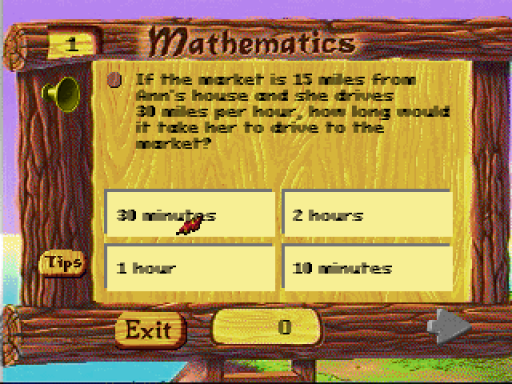 1
Mathematics
If the market is 15 miles from
Ann's house and she drives
30 miles per hour, how long would
it take her to drive to the
market?
30 minutes
2 hours
1 hour
10 minutes
Tips
Exit
0